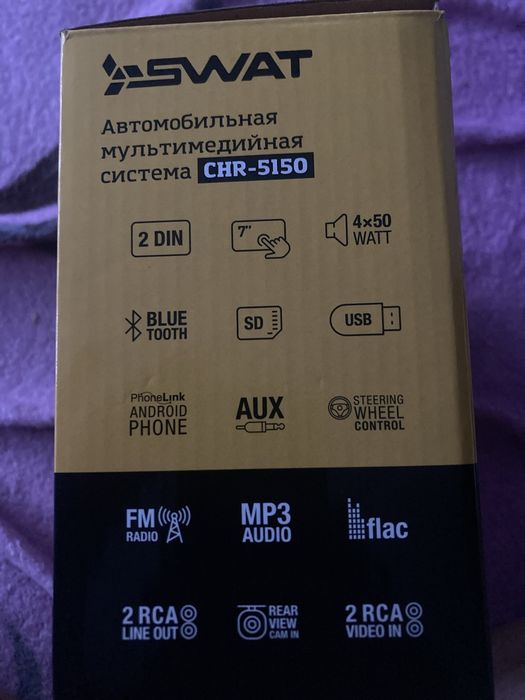 SWAT
Автомобильная
мультимедийная
система CHR-5150
2 DIN
7"
4×50
WATT
BLUE
TOOTH
SD
USB
PhoneLink
ANDROID
PHONE
AUX
STEERING
WHEEL
CONTROL
FM
RADIO
MP3
AUDIO
flac
2 RCA
LINE OUT
REAR
VIEW
CAM IN
2 RCA
VIDEO IN